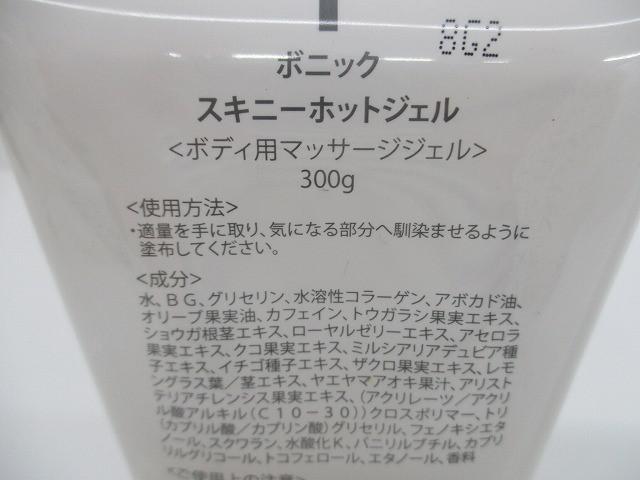 8G2
ボニック
スキニーホットジェル
<ボディ用マッサージジェル>
300g
<使用方法>
・適量を手に取り、気になる部分へ馴染ませるように
塗布してください。
<成分>
水、BG、グリセリン、水溶性コラーゲン、アボカド油、
オリーブ果実油、カフェイン、トウガラシ果実エキス、
ショウガ根茎エキス、ローヤルゼリーエキス、アセロラ
果実エキス、クコ果実エキス、ミルシアリアデュビア種
子エキス、イチゴ種子エキス、ザクロ果実エキス、レモ
ングラス葉／茎エキス、ヤエヤマアオキ果汁、アリスト
テリアチレンシス果実エキス、(アクリレーツ／アクリ
ル酸アルキル(C10-30))クロスポリマー、トリ
(カプリル酸／カプリン酸)グリセリル、フェノキシエタ
ノール、スクワラン、水酸化K、バニリルブチル、カプリ
リルグリコール、トコフェロール、エタノール、香料
<ご使用上の注意>